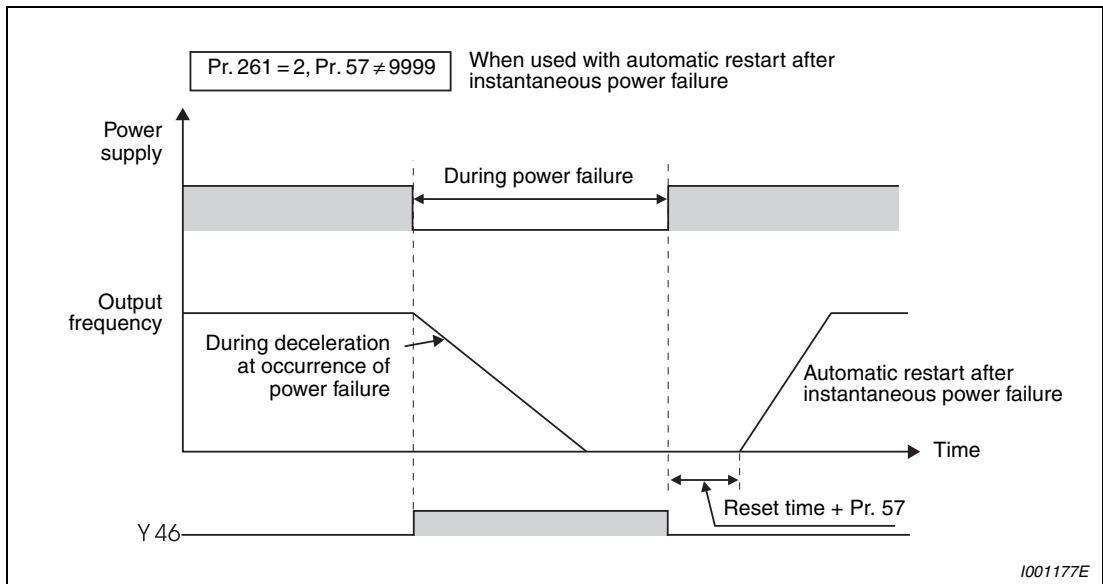 Pr. 261 = 2, Pr. 57 ≠ 9999
When used with automatic restart after
instantaneous power failure
Power
supply
During power failure
Output
frequency
During deceleration
at occurrence of
power failure
Automatic restart after
instantaneous power failure
Time
Reset time + Pr. 57
Y 46
I001177E